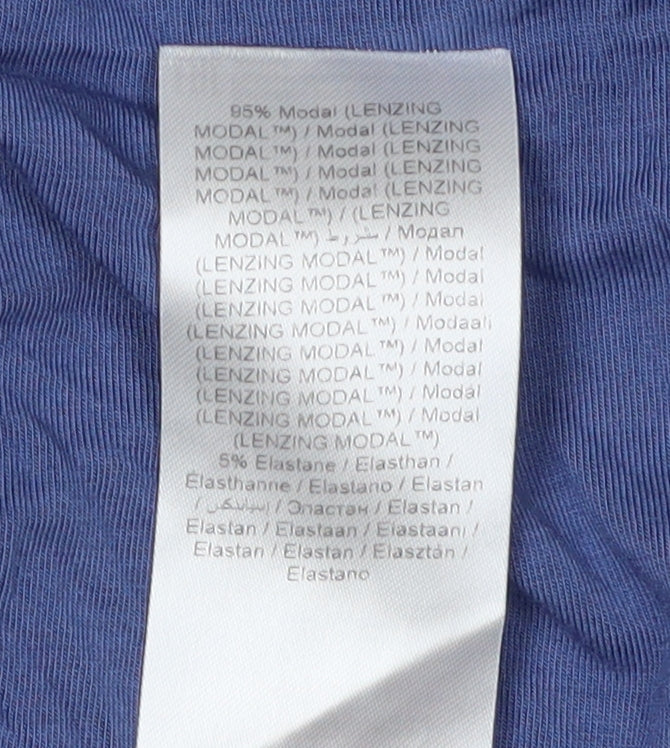 95% Modal (LENZING
MODAL™) / Modal (LENZING
MODAL™) / Modal (LENZING
MODAL™) / Modal (LENZING
MODAL™) / Modal (LENZING
MODAL™) / (LENZING
MODAL™) مشروط / Модал
(LENZING MODAL™) / Modal
(LENZING MODAL™) / Modal
(LENZING MODAL™) / Modal
(LENZING MODAL™) / Modaali
(LENZING MODAL™) / Modal
(LENZING MODAL™) / Modal
(LENZING MODAL™) / Modal
(LENZING MODAL™) / Modal
(LENZING MODAL™)
5% Elastane / Elasthan /
Élasthanne / Elastano / Elastan
/ إسباندكس / Эластан / Elastan /
Elastan / Elastaan / Elastaani /
Elastan / Elastan / Elasztán /
Elastano